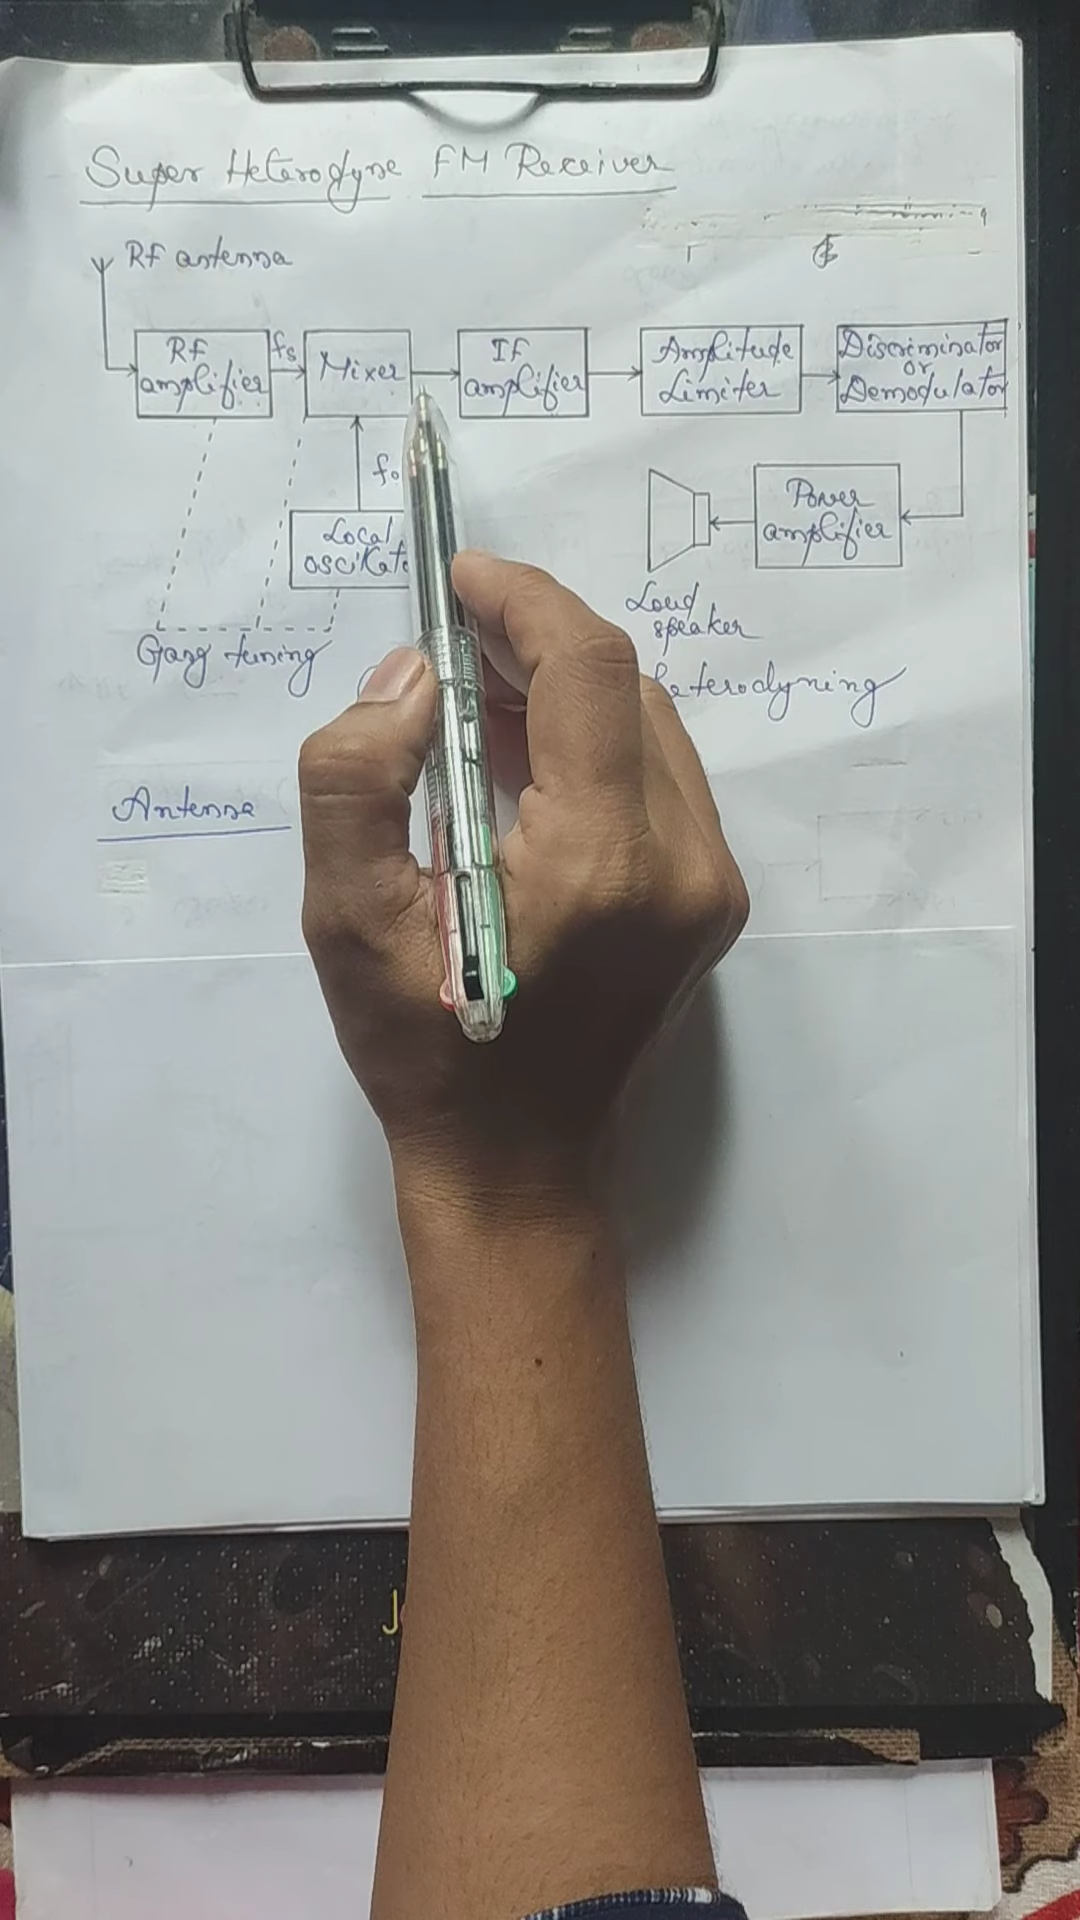 Super Heterodyne FM Receiver
RF antenna
RF
amplifier
fs
Mixer
IF
amplifier
Amplitude
Limiter
Discriminator
or
Demodulator
fo
Local
Power
amplifier
Loud
speaker
Gang tuning
heterodyning
Antenna
J